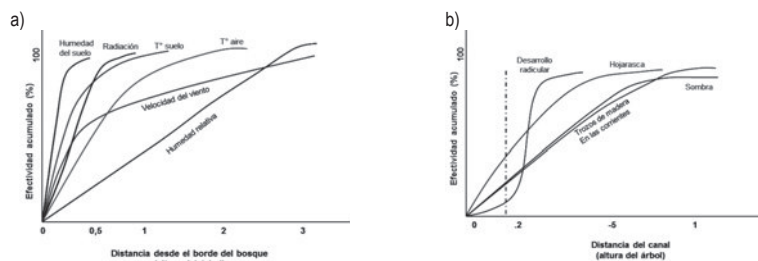 a)
Efectividad acumulado (%)
100
Humedad
del suelo
Radiación
T° suelo
T° aire
Velocidad del viento
Humedad relativa
0
0,5
1
2
3
Distancia desde el borde del bosque
b)
Efectividad acumulado (%)
100
Desarrollo
radicular
Hojarasca
Sombra
Trozos de madera
En las corrientes
0
.2
-5
1
Distancia del canal
(altura del árbol)